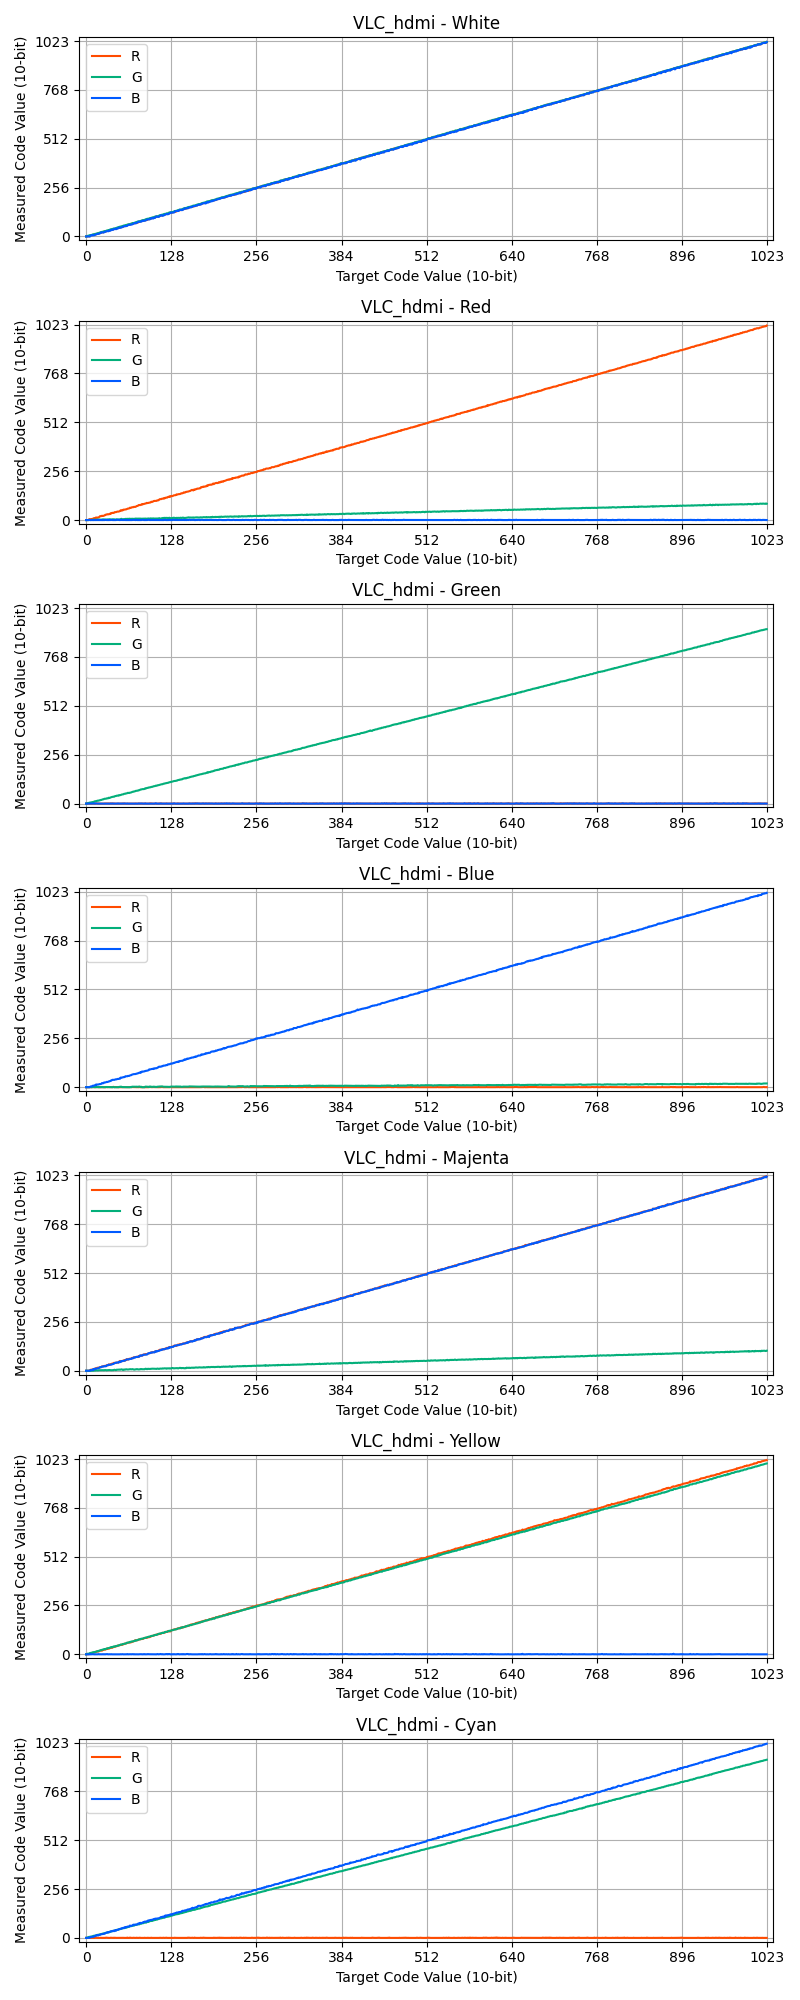 VLC_hdmi - White
Measured Code Value (10-bit)
1023
768
512
256
0
R
G
B
0 128 256 384 512 640 768 896 1023
Target Code Value (10-bit)
VLC_hdmi - Red
Measured Code Value (10-bit)
1023
768
512
256
0
R
G
B
0 128 256 384 512 640 768 896 1023
Target Code Value (10-bit)
VLC_hdmi - Green
Measured Code Value (10-bit)
1023
768
512
256
0
R
G
B
0 128 256 384 512 640 768 896 1023
Target Code Value (10-bit)
VLC_hdmi - Blue
Measured Code Value (10-bit)
1023
768
512
256
0
R
G
B
0 128 256 384 512 640 768 896 1023
Target Code Value (10-bit)
VLC_hdmi - Majenta
Measured Code Value (10-bit)
1023
768
512
256
0
R
G
B
0 128 256 384 512 640 768 896 1023
Target Code Value (10-bit)
VLC_hdmi - Yellow
Measured Code Value (10-bit)
1023
768
512
256
0
R
G
B
0 128 256 384 512 640 768 896 1023
Target Code Value (10-bit)
VLC_hdmi - Cyan
Measured Code Value (10-bit)
1023
768
512
256
0
R
G
B
0 128 256 384 512 640 768 896 1023
Target Code Value (10-bit)